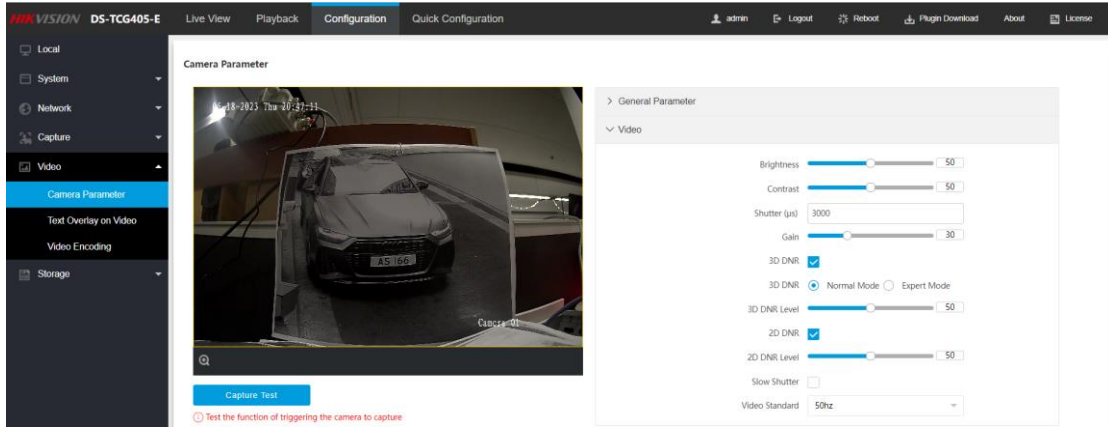 HIKVISION DS-TCG405-E Live View Playback Configuration Quick Configuration admin Logout Reboot Plugin Download About License
Local
System
Network
Capture
Video
Camera Parameter
Text Overlay on Video
Video Encoding
Storage
Camera Parameter
-18-2023 Thu 20:47:11
AS 166
Camera 01
Capture Test
Test the function of triggering the camera to capture
General Parameter
Video
Brightness 50
Contrast 50
Shutter (μs) 3000
Gain 30
3D DNR
3D DNR Normal Mode Expert Mode
3D DNR Level 50
2D DNR
2D DNR Level 50
Slow Shutter
Video Standard 50hz